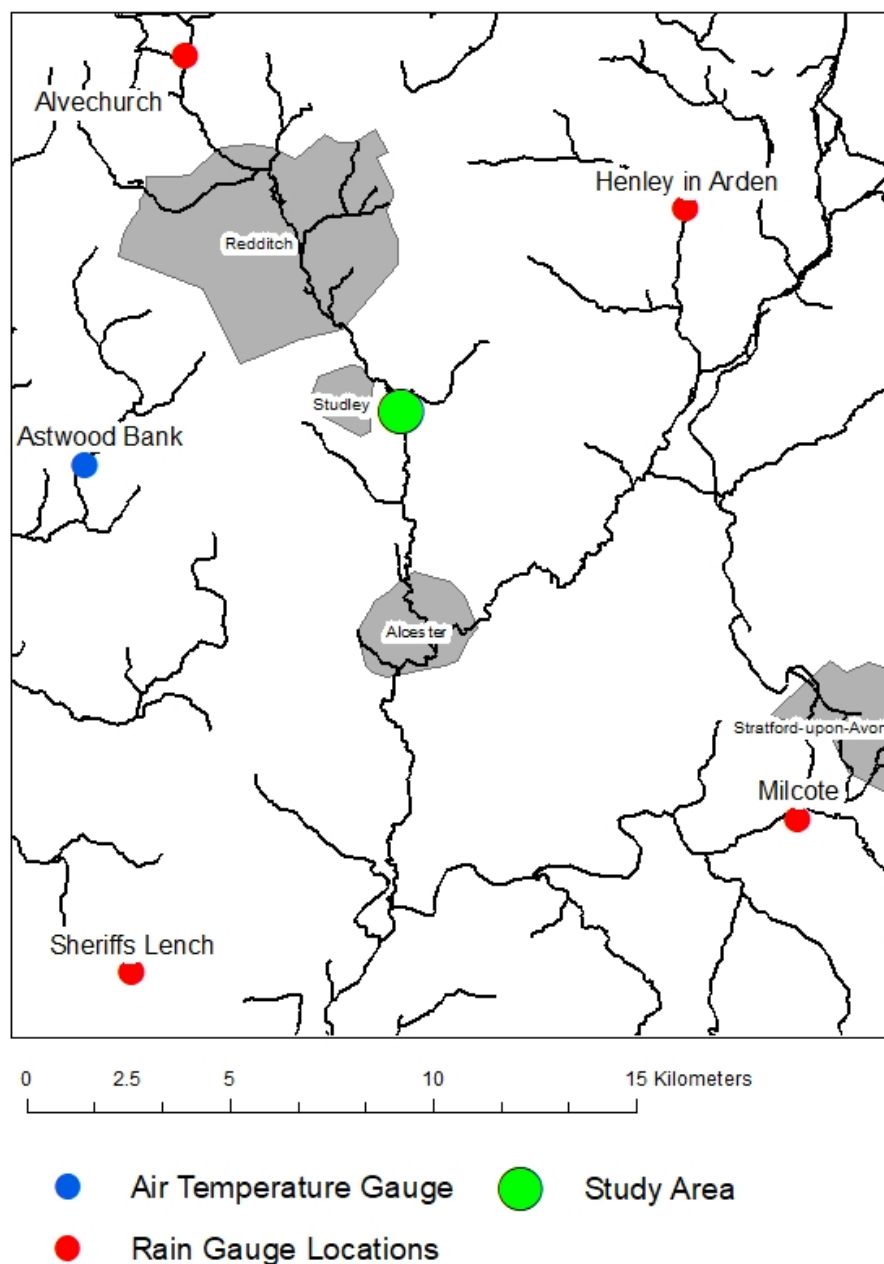 Alvechurch
Henley in Arden
Redditch
Studley
Astwood Bank
Alcester
Stratford-upon-Avon
Milcote
Sheriffs Lench
0 2.5 5 10 15 Kilometers
Air Temperature Gauge
Study Area
Rain Gauge Locations